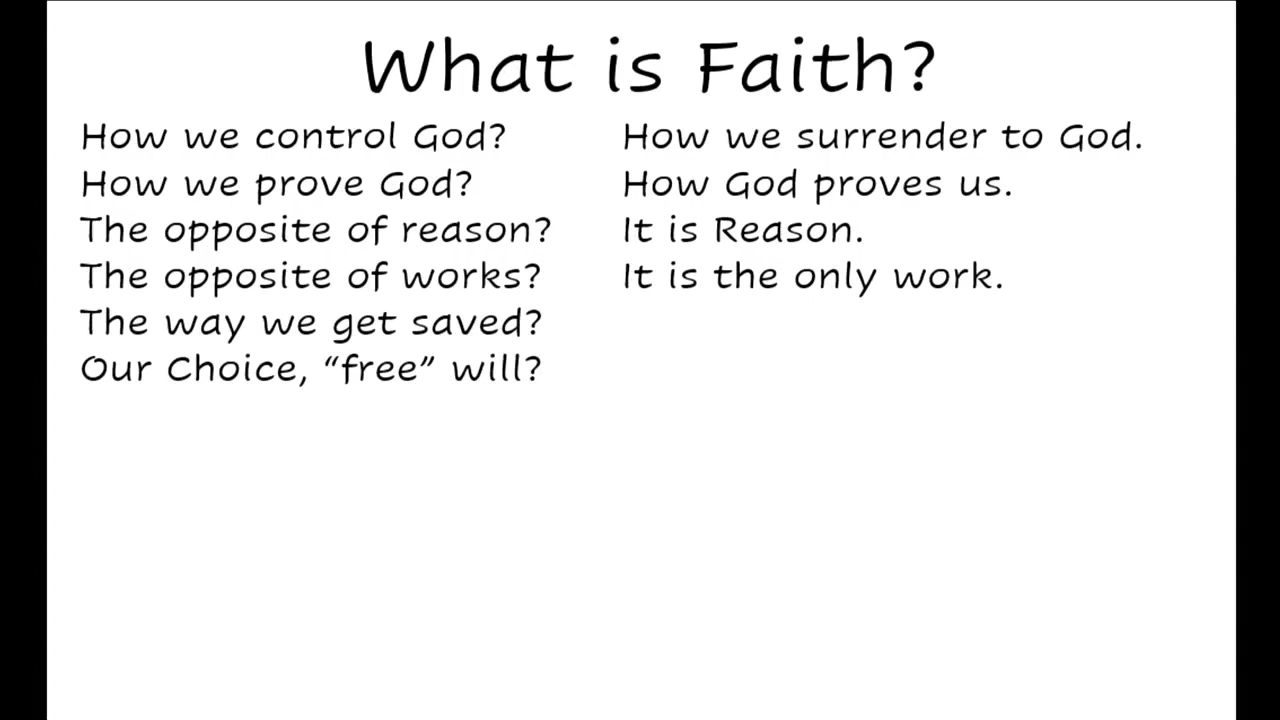 What is Faith?
How we control God?
How we prove God?
The opposite of reason?
The opposite of works?
The way we get saved?
Our Choice, “free” will?
How we surrender to God.
How God proves us.
It is Reason.
It is the only work.